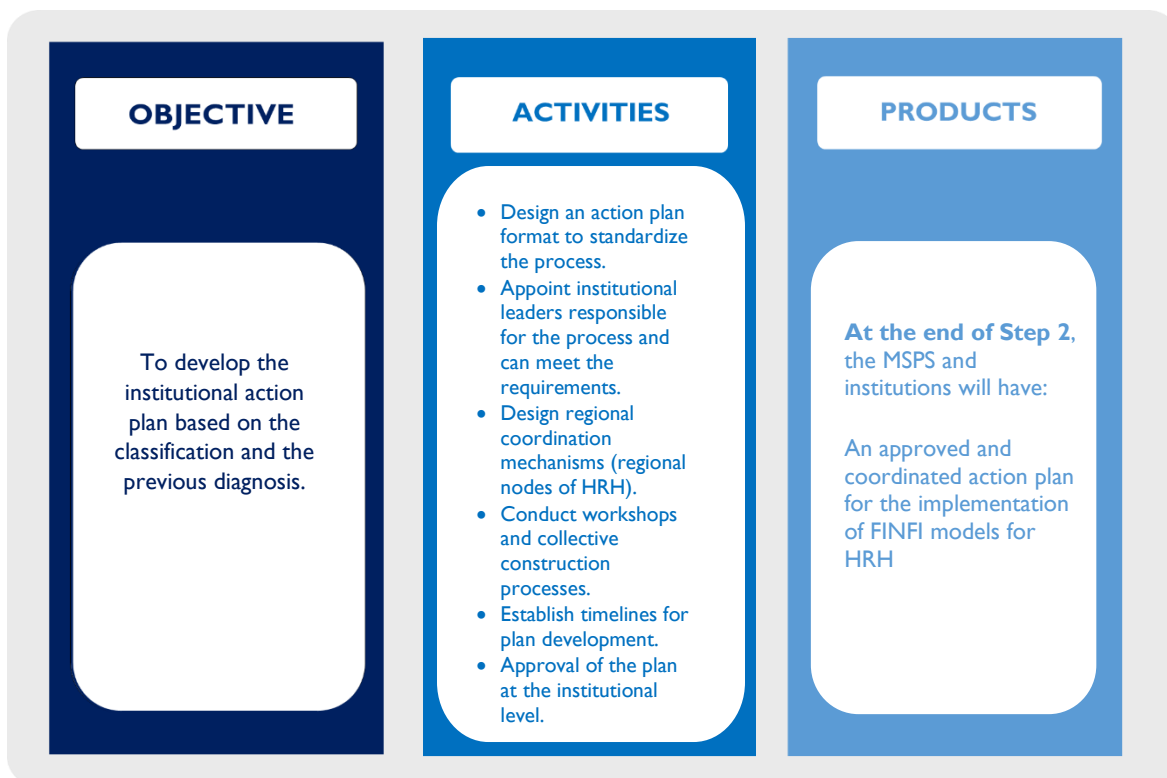 OBJECTIVE
To develop the
institutional action
plan based on the
classification and the
previous diagnosis.
ACTIVITIES
• Design an action plan
format to standardize
the process.
• Appoint institutional
leaders responsible
for the process and
can meet the
requirements.
• Design regional
coordination
mechanisms (regional
nodes of HRH).
• Conduct workshops
and collective
construction
processes.
• Establish timelines for
plan development.
• Approval of the plan
at the institutional
level.
PRODUCTS
At the end of Step 2,
the MSPS and
institutions will have:
An approved and
coordinated action plan
for the implementation
of FINFI models for
HRH